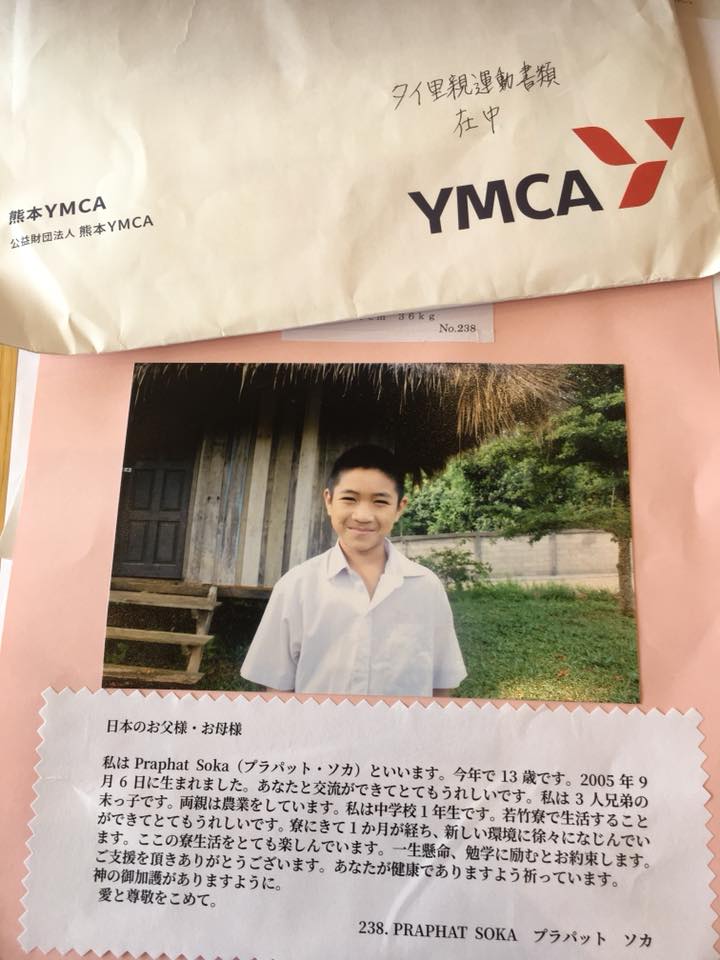 タイ里親運動書類
在中
YMCA
熊本YMCA
公益財団法人 熊本YMCA
36kg
No.238
日本のお父様・お母様
私は Praphat Soka（プラパット・ソカ）といいます。今年で 13 歳です。2005 年 9
月 6 日に生まれました。あなたと交流ができてとてもうれしいです。私は 3 人兄弟の
末っ子です。両親は農業をしています。私は中学校 1 年生です。若竹寮で生活すること
ができてとてもうれしいです。寮にきて 1 か月が経ち、新しい環境に徐々になじんでい
ます。ここの寮生活をとても楽しんでいます。一生懸命、勉学に励むとお約束します。
ご支援を頂きありがとうございます。あなたが健康でありますよう祈っています。
神の御加護がありますように。
愛と尊敬をこめて。
238. PRAPHAT SOKA プラパット ソカ